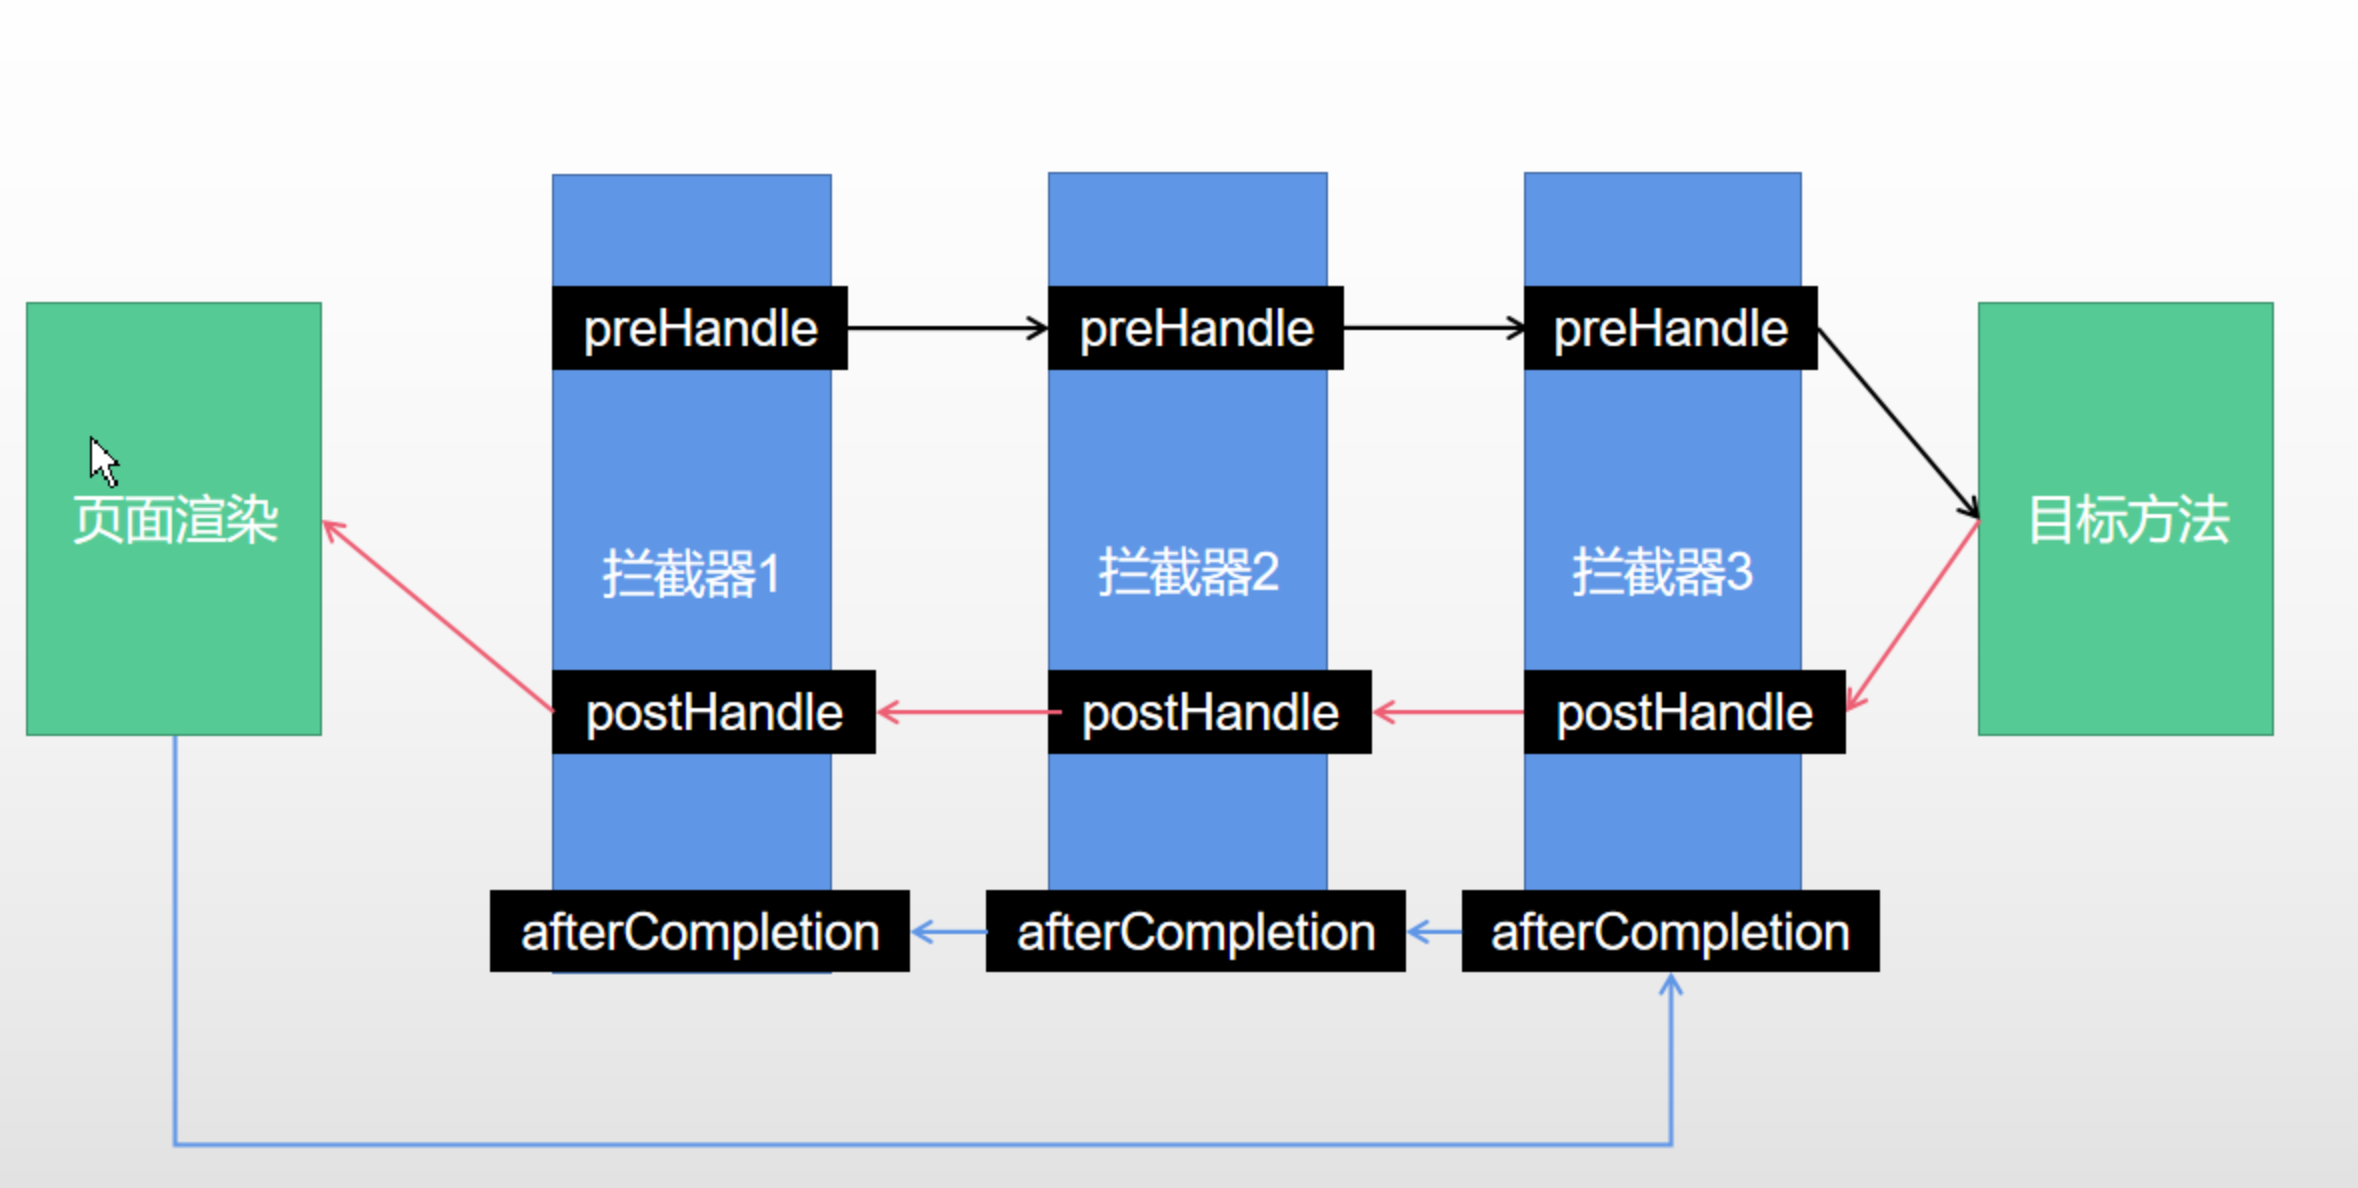 preHandle
preHandle
preHandle
页面渲染
目标方法
拦截器1
拦截器2
拦截器3
postHandle
postHandle
postHandle
afterCompletion
afterCompletion
afterCompletion